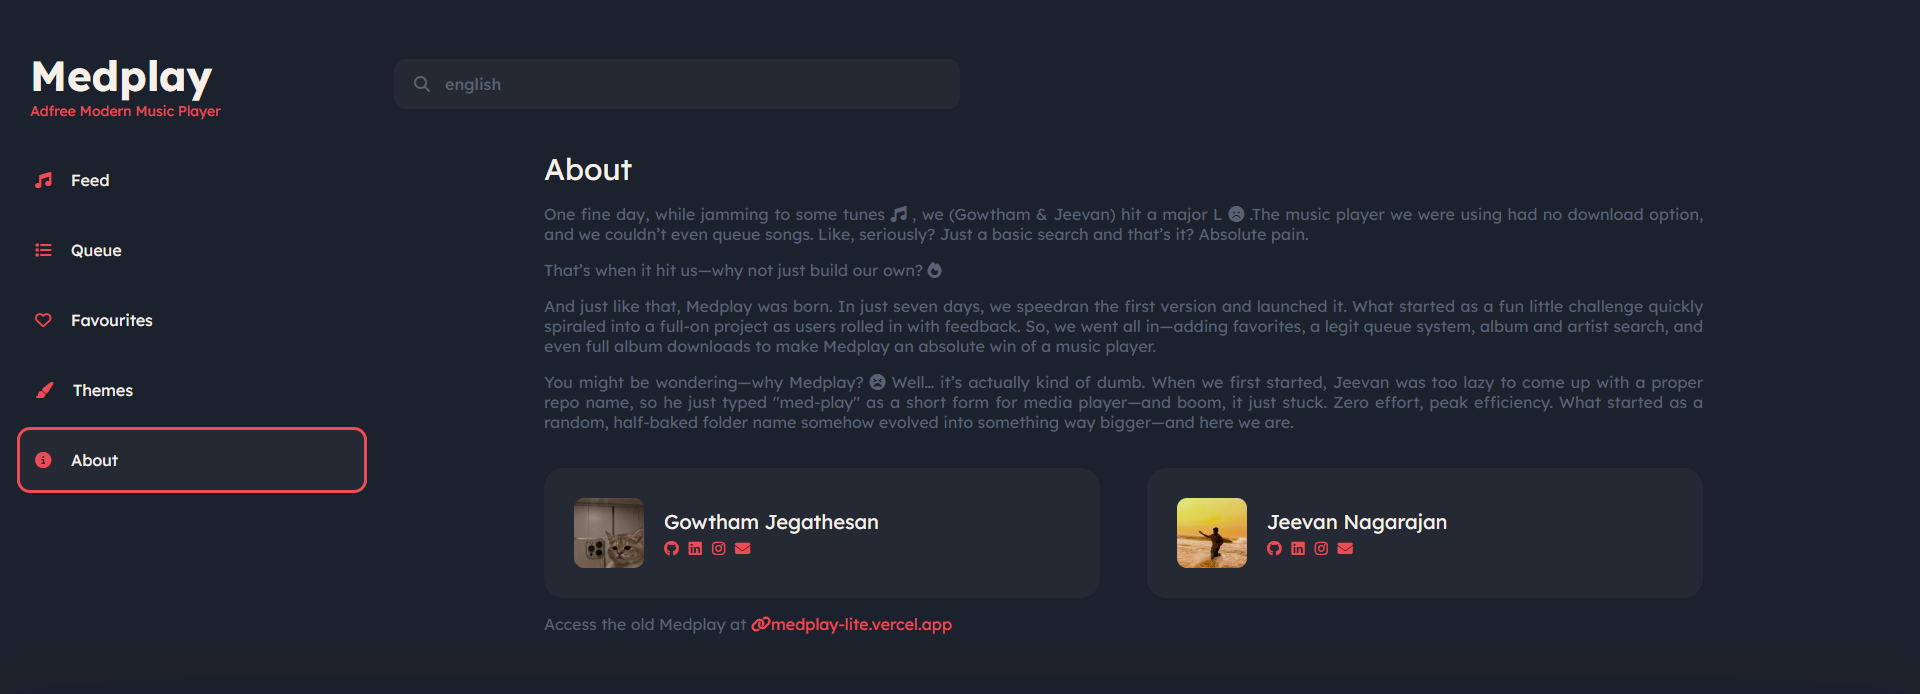 Medplay
Adfree Modern Music Player
english
Feed
Queue
Favourites
Themes
About
About
One fine day, while jamming to some tunes , we (Gowtham & Jeevan) hit a major L .The music player we were using had no download option,
and we couldn’t even queue songs. Like, seriously? Just a basic search and that’s it? Absolute pain.
That’s when it hit us—why not just build our own?
And just like that, Medplay was born. In just seven days, we speedran the first version and launched it. What started as a fun little challenge quickly
spiraled into a full-on project as users rolled in with feedback. So, we went all in—adding favorites, a legit queue system, album and artist search, and
even full album downloads to make Medplay an absolute win of a music player.
You might be wondering—why Medplay? Well... it’s actually kind of dumb. When we first started, Jeevan was too lazy to come up with a proper
repo name, so he just typed "med-play" as a short form for media player—and boom, it just stuck. Zero effort, peak efficiency. What started as a
random, half-baked folder name somehow evolved into something way bigger—and here we are.
Gowtham Jegathesan
Jeevan Nagarajan
Access the old Medplay at medplay-lite.vercel.app